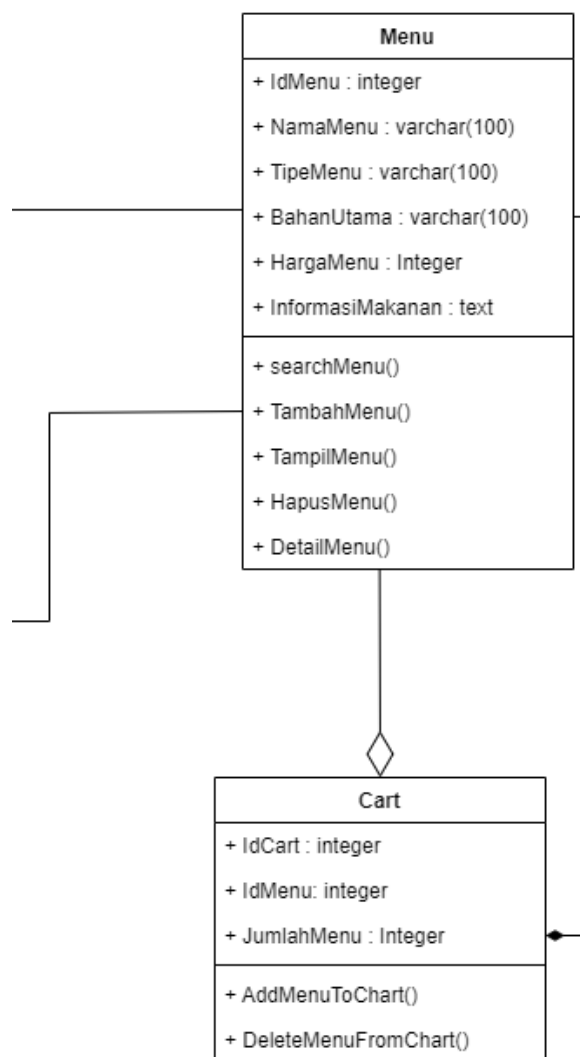 Menu
+ IdMenu : integer
+ NamaMenu : varchar(100)
+ TipeMenu : varchar(100)
+ BahanUtama : varchar(100)
+ HargaMenu : Integer
+ InformasiMakanan : text
+ searchMenu()
+ TambahMenu()
+ TampilMenu()
+ HapusMenu()
+ DetailMenu()
Cart
+ IdCart : integer
+ IdMenu: integer
+ JumlahMenu : Integer
+ AddMenuToChart()
+ DeleteMenuFromChart()